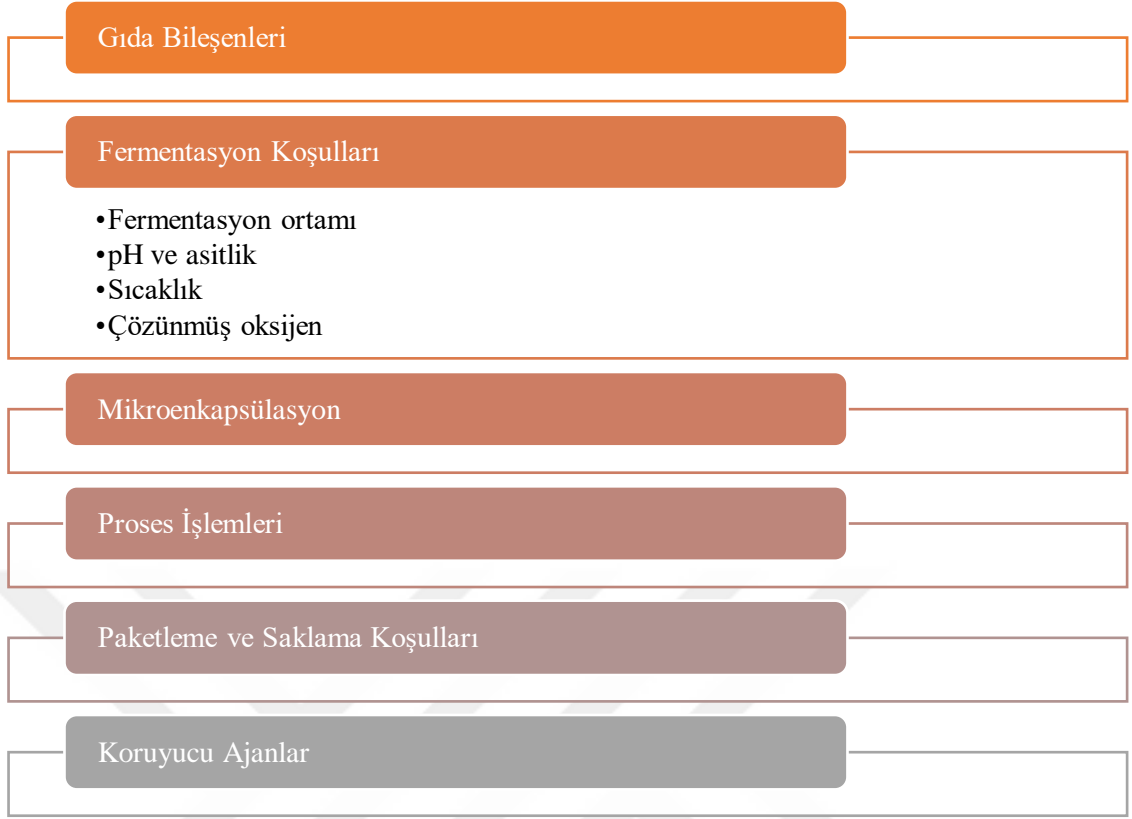 Gıda Bileşenleri
Fermentasyon Koşulları
•Fermentasyon ortamı
•pH ve asitlik
•Sıcaklık
•Çözünmüş oksijen
Mikroenkapsülasyon
Proses İşlemleri
Paketleme ve Saklama Koşulları
Koruyucu Ajanlar